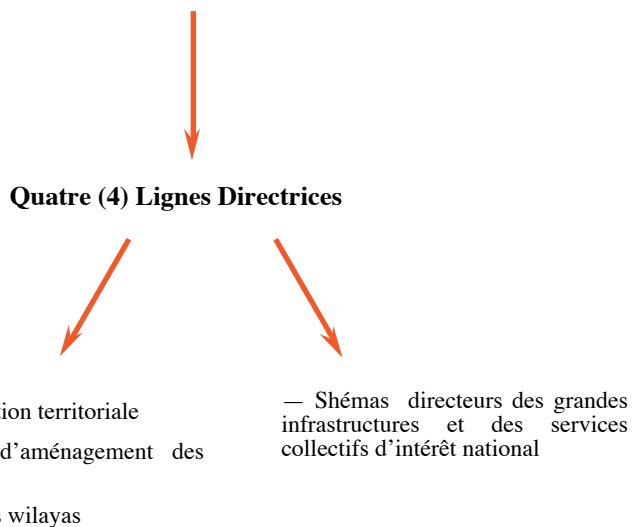 Quatre (4) Lignes Directrices
territoriale
d’aménagement des
wilayas
— Shémas directeurs des grandes
infrastructures et des services
collectifs d’intérêt national